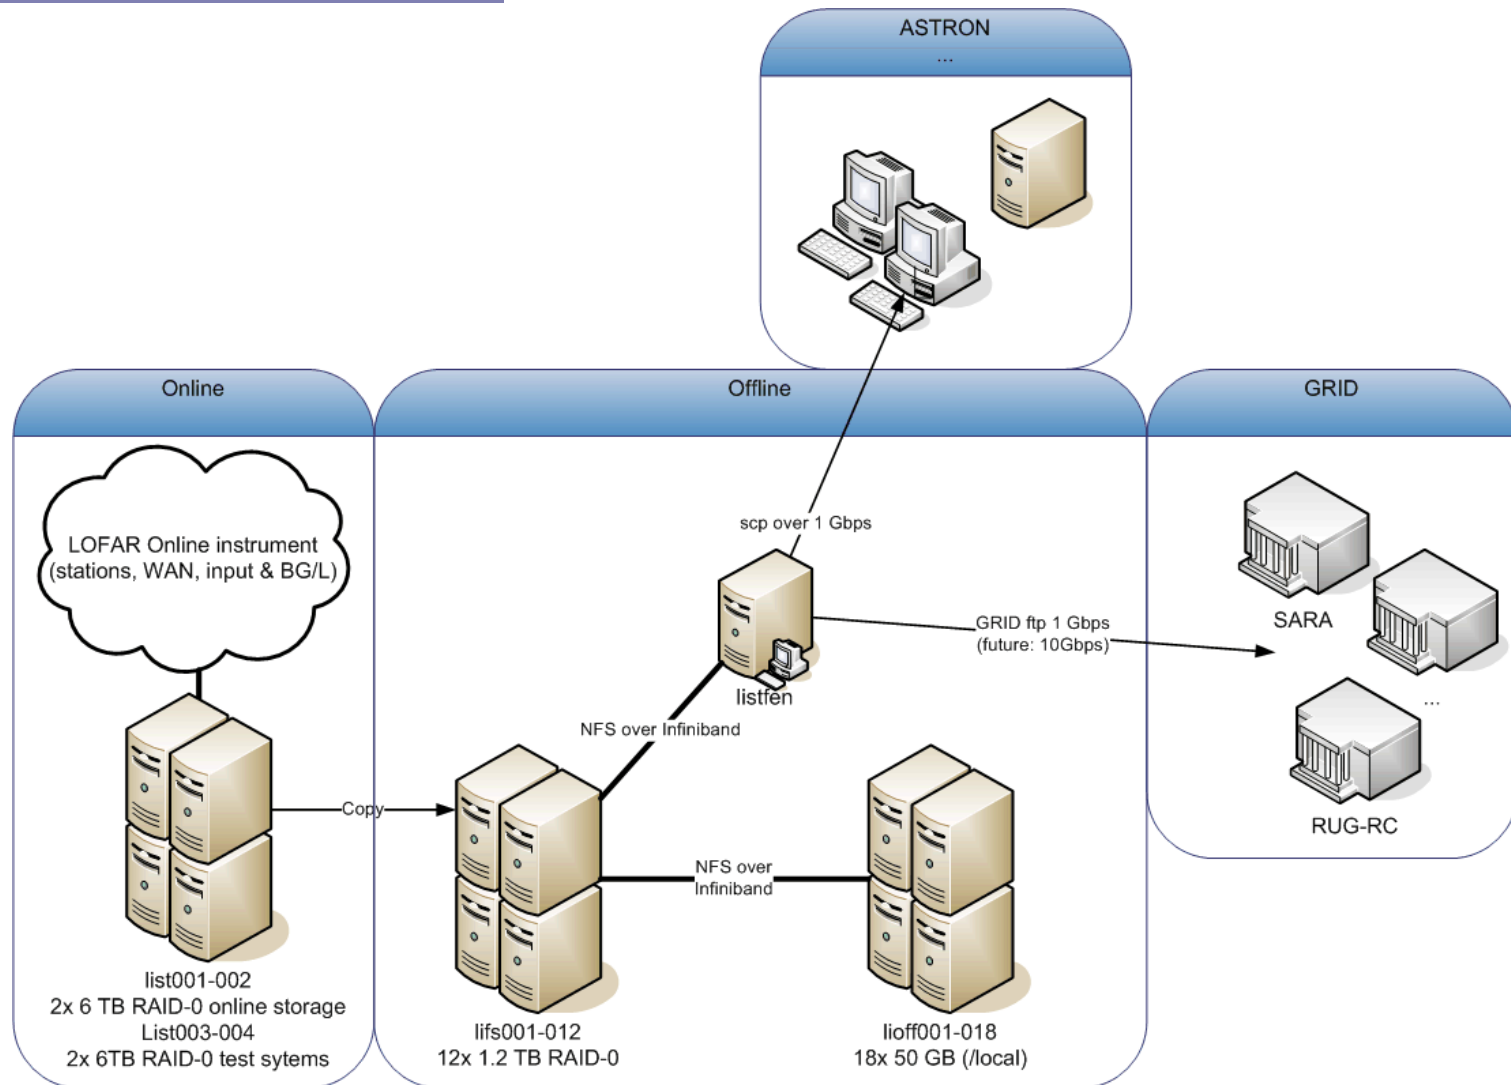 ASTRON
...
Online
Offline
GRID
LOFAR Online instrument
(stations, WAN, input & BG/L)
scp over 1 Gbps
GRID ftp 1 Gbps
(future: 10Gbps)
SARA
...
RUG-RC
listfen
NFS over Infiniband
Copy
NFS over
Infiniband
list001-002
2x 6 TB RAID-0 online storage
List003-004
2x 6TB RAID-0 test sytems
lifs001-012
12x 1.2 TB RAID-0
lioff001-018
18x 50 GB (/local)